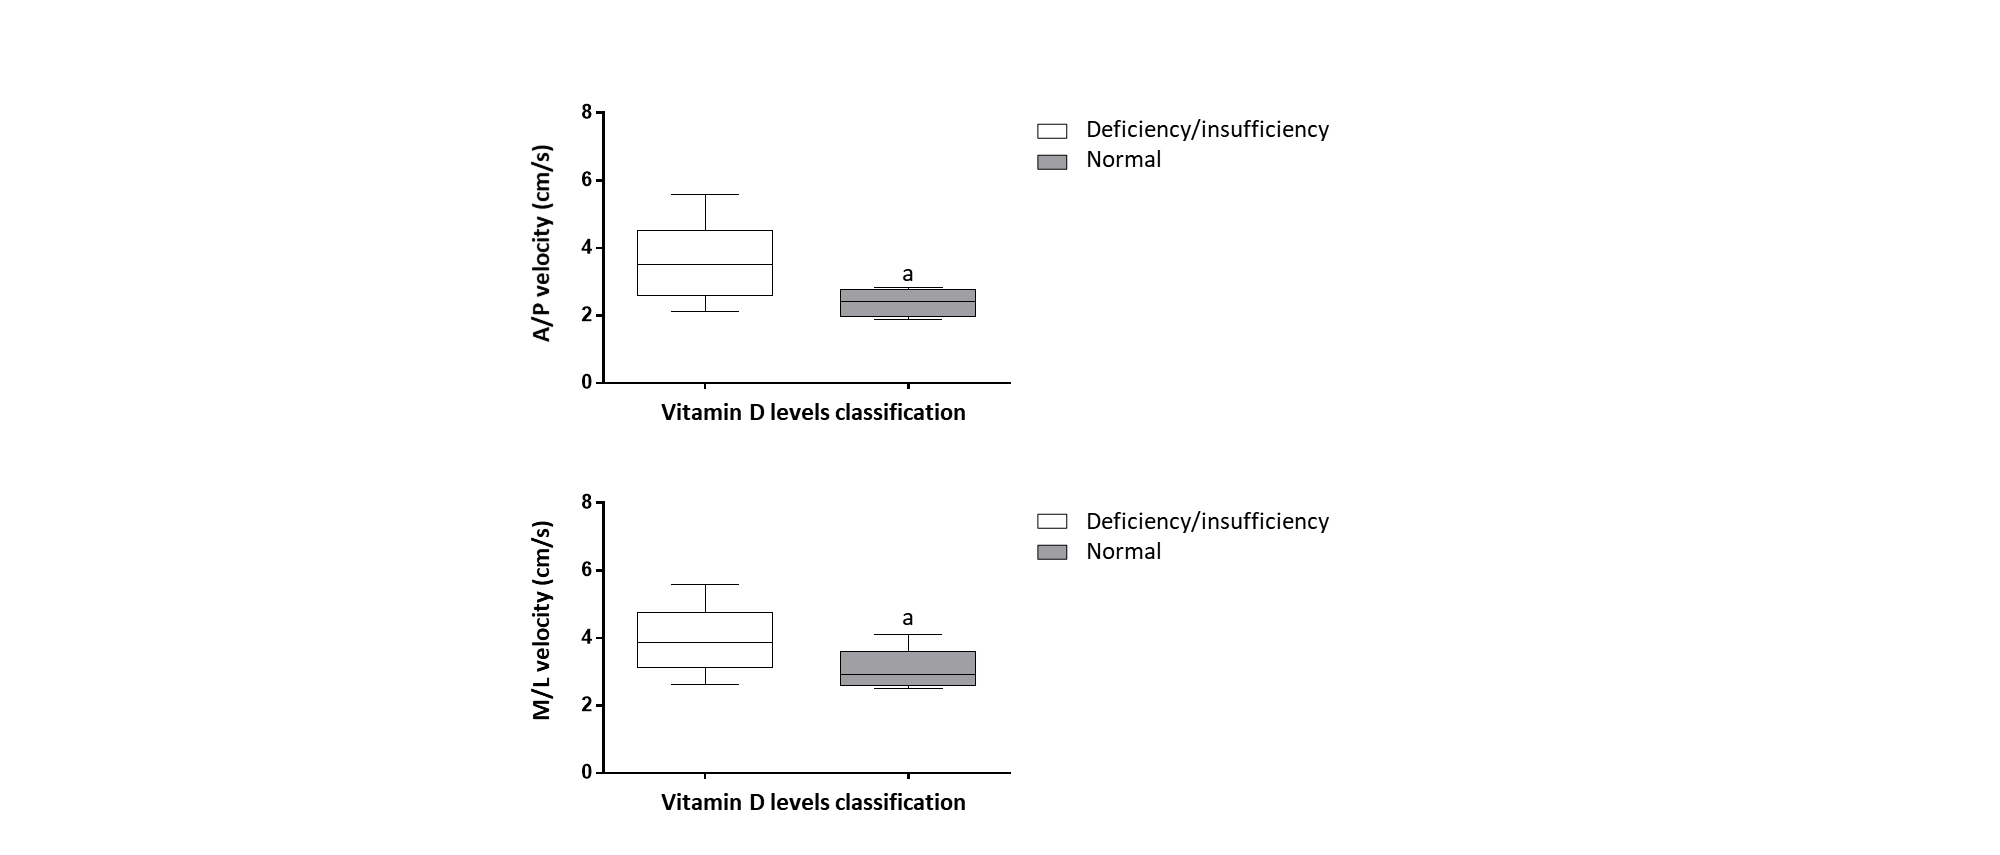 8
6
4
2
0
A/P velocity (cm/s)
a
Vitamin D levels classification
Deficiency/insufficiency
Normal
8
6
4
2
0
M/L velocity (cm/s)
a
Vitamin D levels classification
Deficiency/insufficiency
Normal